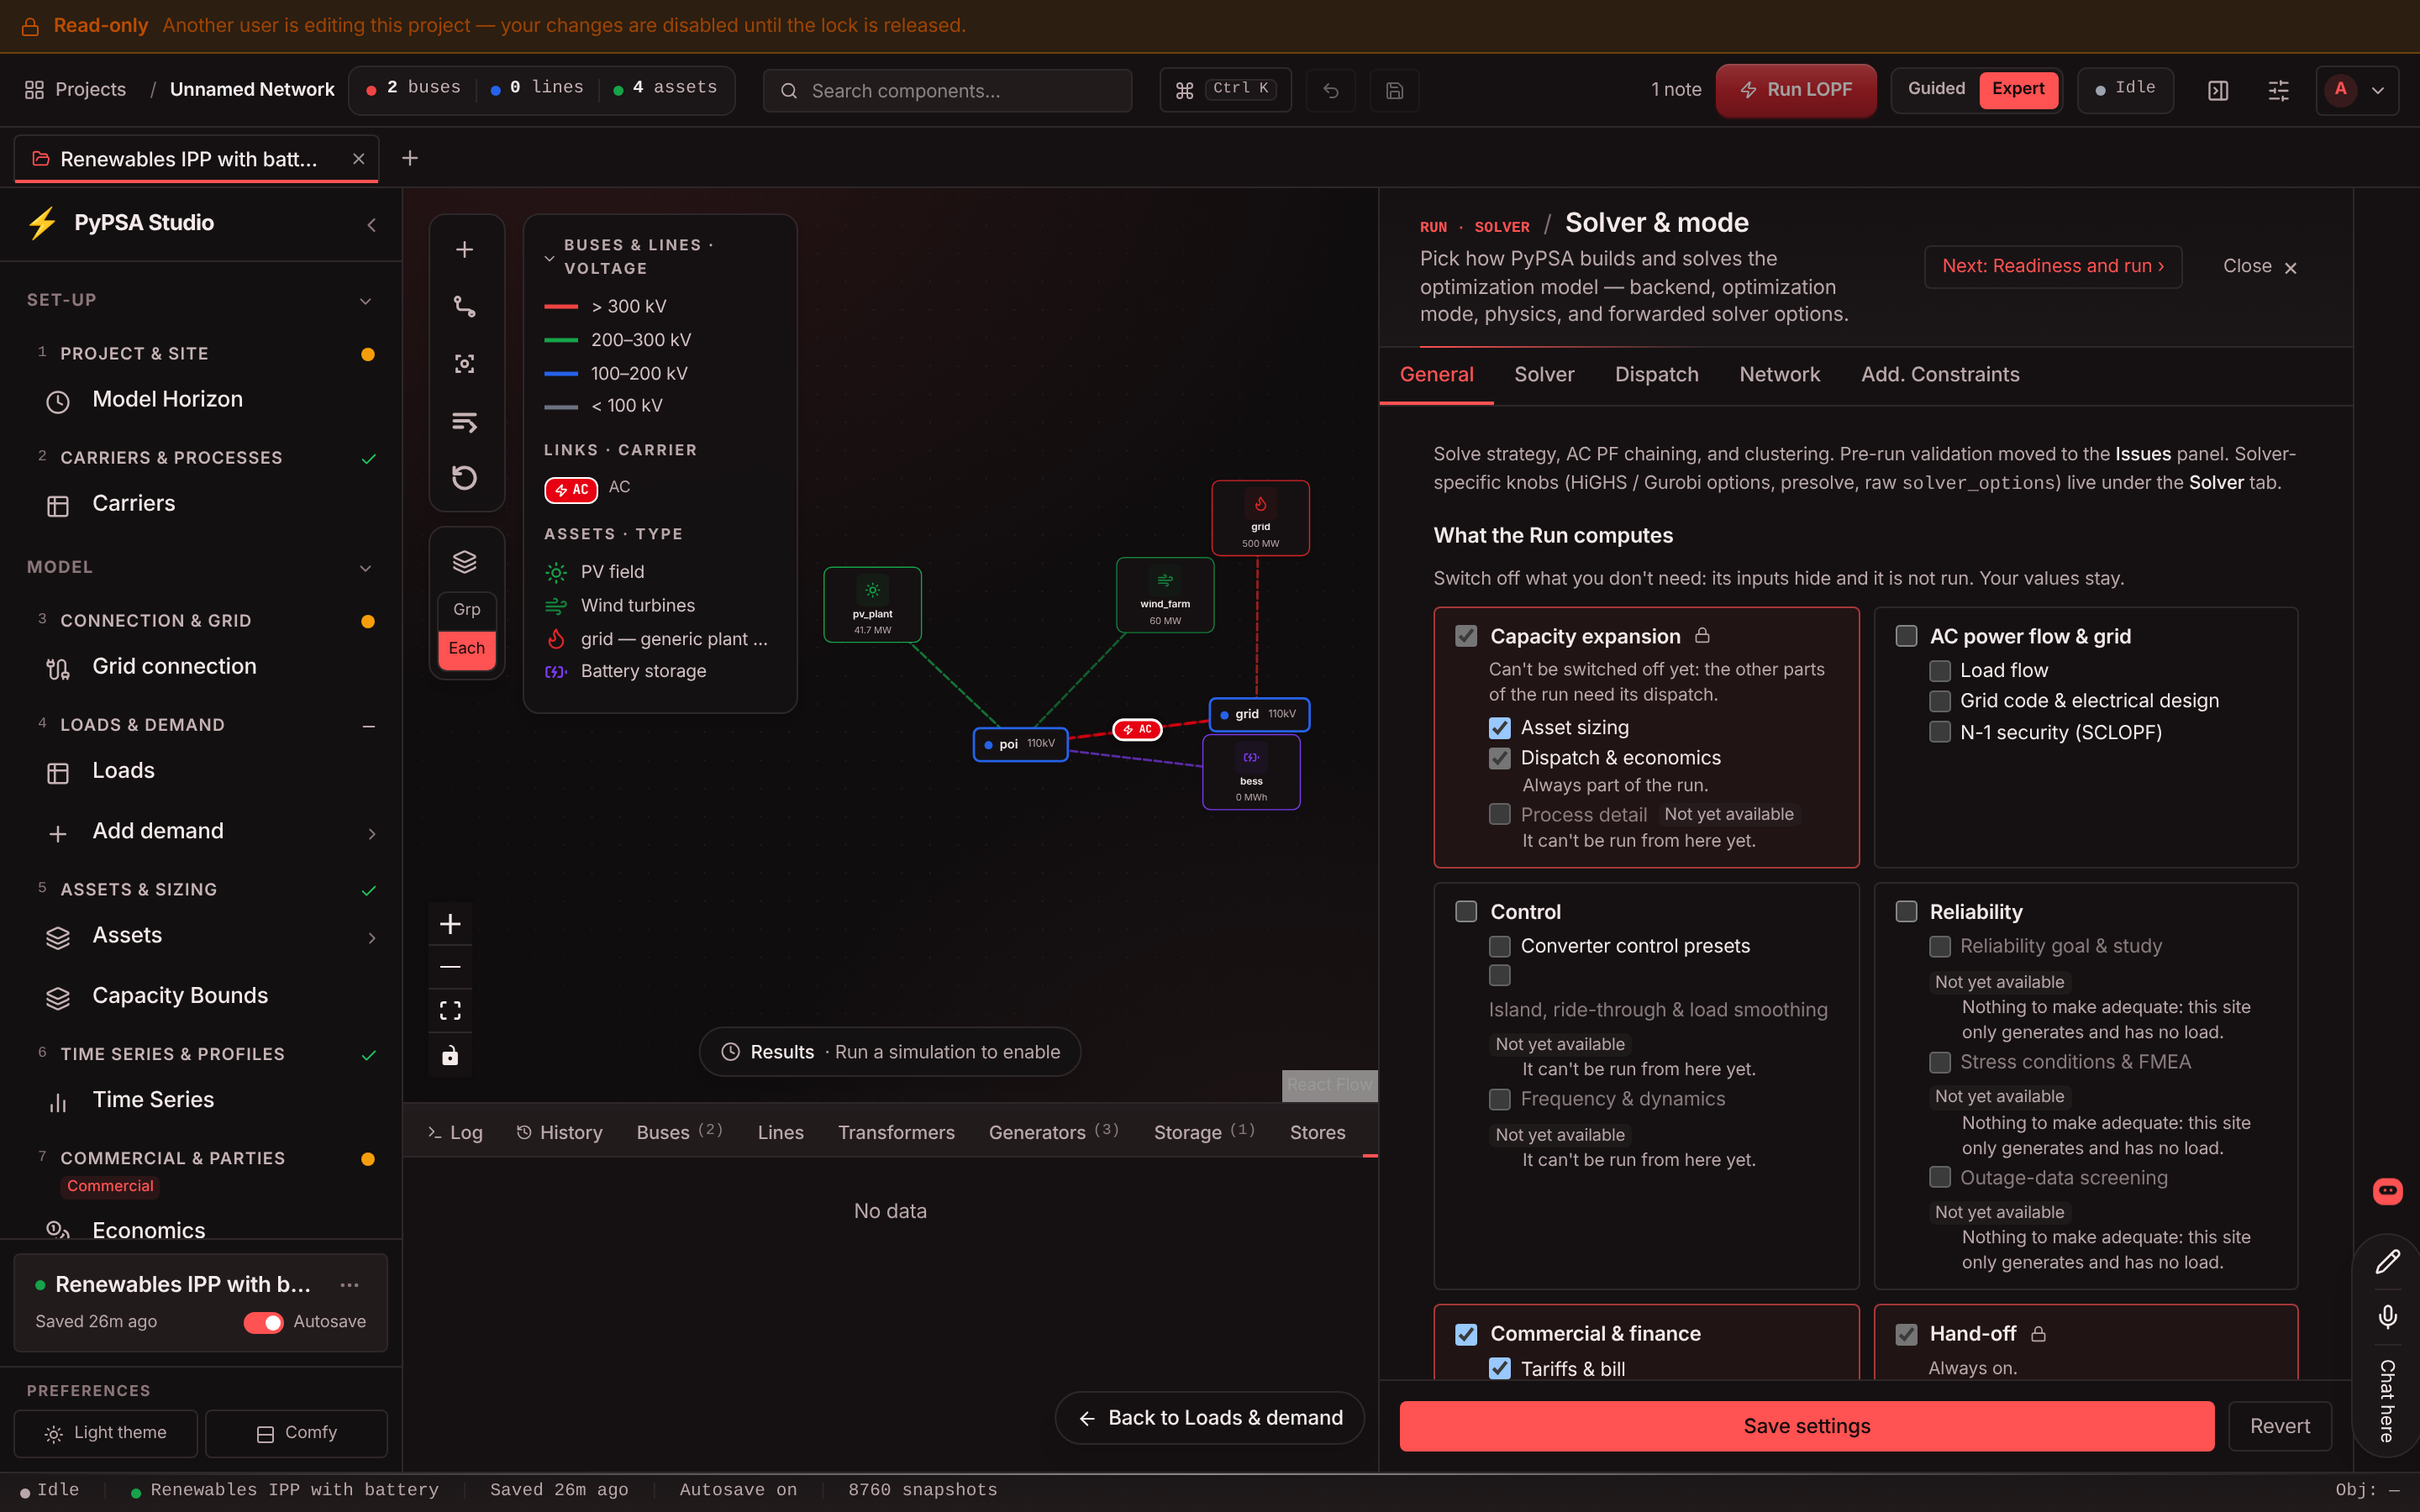 Read-only Another user is editing this project — your changes are disabled until the lock is released.
Projects / Unnamed Network 2 buses 0 lines 4 assets Search components... Ctrl K 1 note Run LOPF Guided Expert Idle A
Renewables IPP with batt...
PyPSA Studio
SET-UP
1 PROJECT & SITE
Model Horizon
2 CARRIERS & PROCESSES
Carriers
MODEL
3 CONNECTION & GRID
Grid connection
4 LOADS & DEMAND
Loads
Add demand
5 ASSETS & SIZING
Assets
Capacity Bounds
6 TIME SERIES & PROFILES
Time Series
7 COMMERCIAL & PARTIES
Commercial
Economics
Renewables IPP with b...
Saved 26m ago Autosave
PREFERENCES
Light theme Comfy
Grp
Each
BUSES & LINES ·
VOLTAGE
> 300 kV
200–300 kV
100–200 kV
< 100 kV
LINKS · CARRIER
AC AC
ASSETS · TYPE
PV field
Wind turbines
grid — generic plant ...
Battery storage
grid
500 MW
wind_farm
60 MW
pv_plant
41.7 MW
grid 110kV
AC
poi 110kV
bess
0 MWh
Results · Run a simulation to enable
React Flow
Log History Buses (2) Lines Transformers Generators (3) Storage (1) Stores
No data
Back to Loads & demand
RUN · SOLVER / Solver & mode
Pick how PyPSA builds and solves the
optimization model — backend, optimization
mode, physics, and forwarded solver options.
Next: Readiness and run ›
Close
General Solver Dispatch Network Add. Constraints
Solve strategy, AC PF chaining, and clustering. Pre-run validation moved to the Issues panel. Solver-
specific knobs (HiGHS / Gurobi options, presolve, raw solver_options) live under the Solver tab.
What the Run computes
Switch off what you don't need: its inputs hide and it is not run. Your values stay.
Capacity expansion
Can't be switched off yet: the other parts
of the run need its dispatch.
Asset sizing
Dispatch & economics
Always part of the run.
Process detail Not yet available
It can't be run from here yet.
AC power flow & grid
Load flow
Grid code & electrical design
N-1 security (SCLOPF)
Control
Converter control presets
Island, ride-through & load smoothing
Not yet available
It can't be run from here yet.
Frequency & dynamics
Not yet available
It can't be run from here yet.
Reliability
Reliability goal & study
Not yet available
Nothing to make adequate: this site
only generates and has no load.
Stress conditions & FMEA
Not yet available
Nothing to make adequate: this site
only generates and has no load.
Outage-data screening
Not yet available
Nothing to make adequate: this site
only generates and has no load.
Commercial & finance
Tariffs & bill
Hand-off
Always on.
Save settings Revert
Chat here
Idle Renewables IPP with battery Saved 26m ago Autosave on 8760 snapshots Obj: —